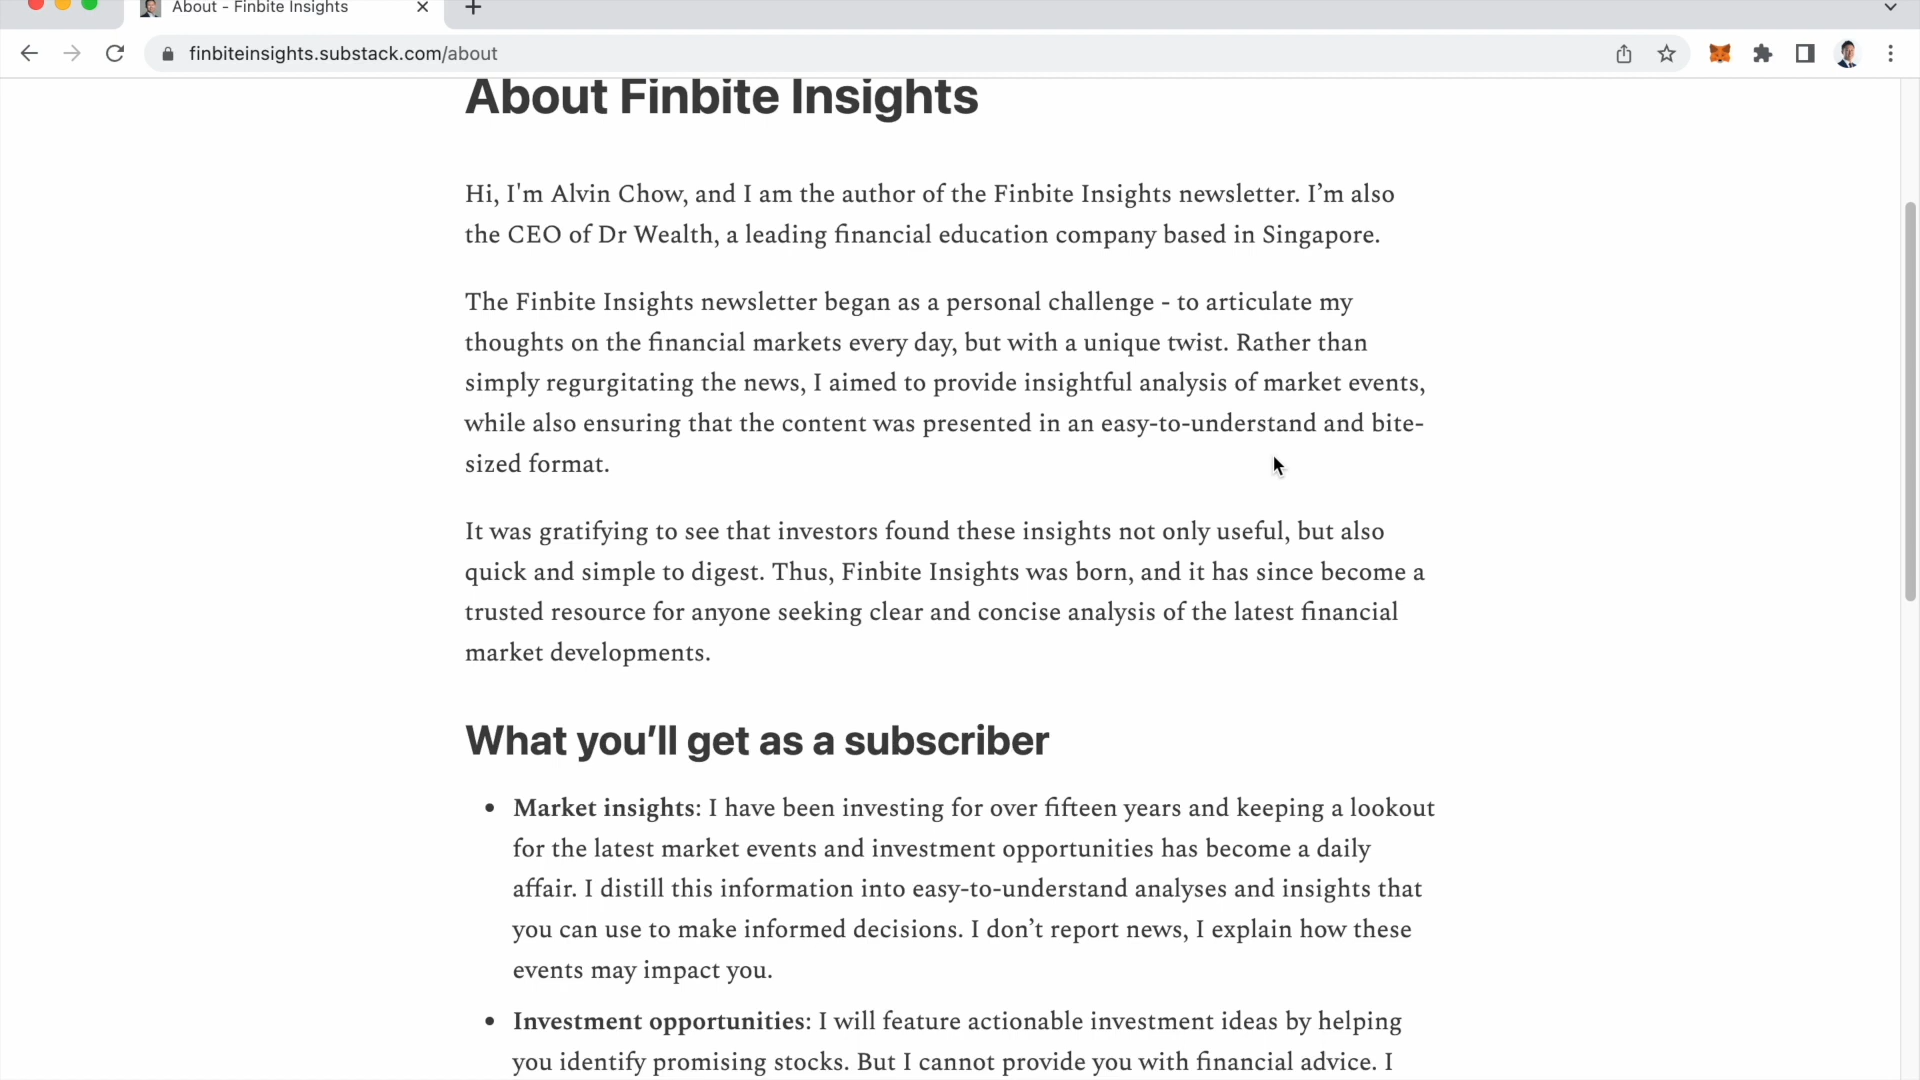 About - Finbite Insights
finbiteinsights.substack.com/about
About Finbite Insights
Hi, I'm Alvin Chow, and I am the author of the Finbite Insights newsletter. I’m also
the CEO of Dr Wealth, a leading financial education company based in Singapore.
The Finbite Insights newsletter began as a personal challenge - to articulate my
thoughts on the financial markets every day, but with a unique twist. Rather than
simply regurgitating the news, I aimed to provide insightful analysis of market events,
while also ensuring that the content was presented in an easy-to-understand and bite-
sized format.
It was gratifying to see that investors found these insights not only useful, but also
quick and simple to digest. Thus, Finbite Insights was born, and it has since become a
trusted resource for anyone seeking clear and concise analysis of the latest financial
market developments.
What you’ll get as a subscriber
• Market insights: I have been investing for over fifteen years and keeping a lookout
for the latest market events and investment opportunities has become a daily
affair. I distill this information into easy-to-understand analyses and insights that
you can use to make informed decisions. I don’t report news, I explain how these
events may impact you.
• Investment opportunities: I will feature actionable investment ideas by helping
you identify promising stocks. But I cannot provide you with financial advice. I